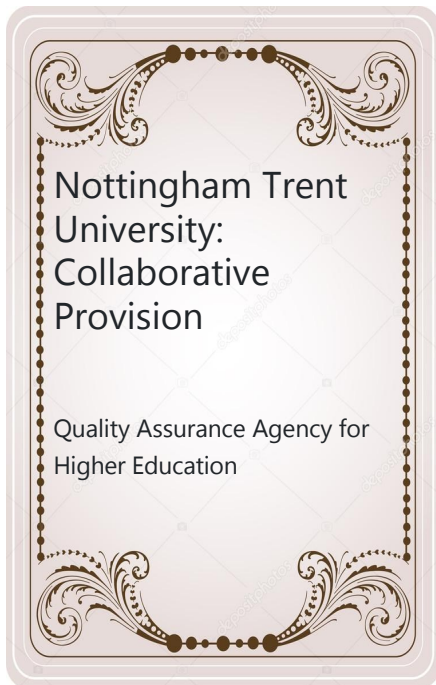 Nottingham Trent
University:
Collaborative
Provision
Quality Assurance Agency for
Higher Education